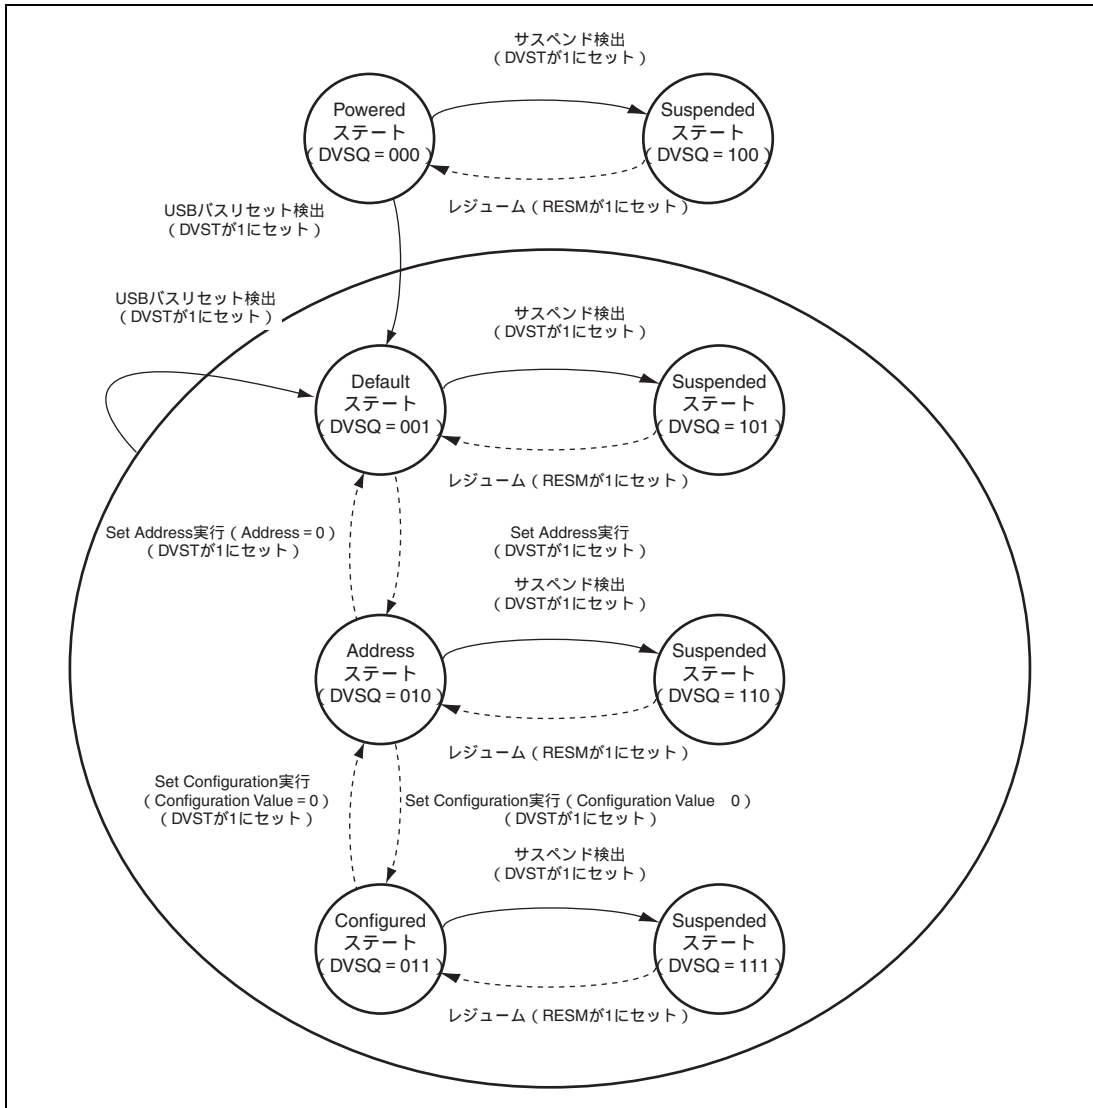 サスペンド検出
（DVSTが1にセット）
Powered
ステート
（DVSQ = 000）
Suspended
ステート
（DVSQ = 100）
レジューム（RESMが1にセット）
USBバスリセット検出
（DVSTが1にセット）
USBバスリセット検出
（DVSTが1にセット）
サスペンド検出
（DVSTが1にセット）
Default
ステート
（DVSQ = 001）
Suspended
ステート
（DVSQ = 101）
レジューム（RESMが1にセット）
Set Address実行（Address = 0）
（DVSTが1にセット）
Set Address実行
（DVSTが1にセット）
サスペンド検出
（DVSTが1にセット）
Address
ステート
（DVSQ = 010）
Suspended
ステート
（DVSQ = 110）
レジューム（RESMが1にセット）
Set Configuration実行
（Configuration Value = 0）
（DVSTが1にセット）
Set Configuration実行（Configuration Value　0）
（DVSTが1にセット）
サスペンド検出
（DVSTが1にセット）
Configured
ステート
（DVSQ = 011）
Suspended
ステート
（DVSQ = 111）
レジューム（RESMが1にセット）